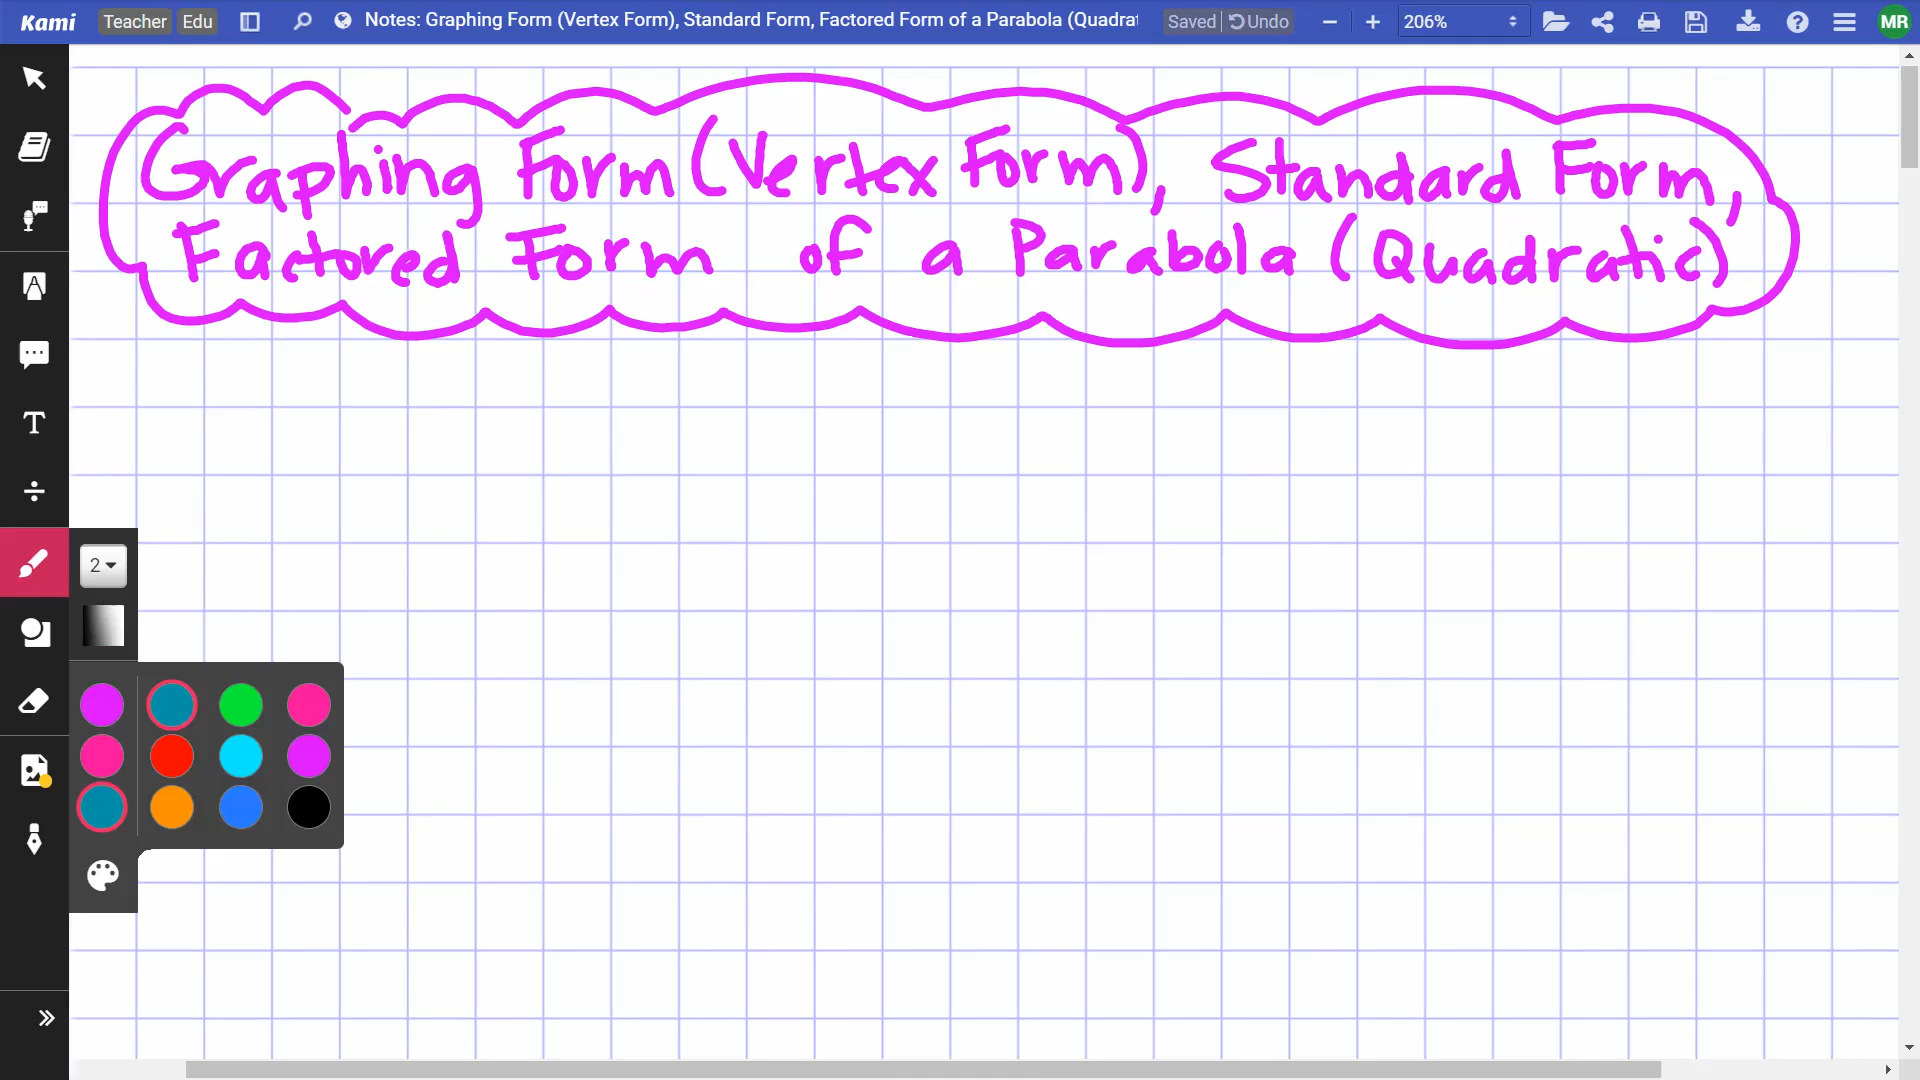 Kami Teacher Edu Notes: Graphing Form (Vertex Form), Standard Form, Factored Form of a Parabola (Quadrat Saved Undo 206% MR
Graphing Form (Vertex Form), Standard Form,
Factored Form of a Parabola (Quadratic)
2